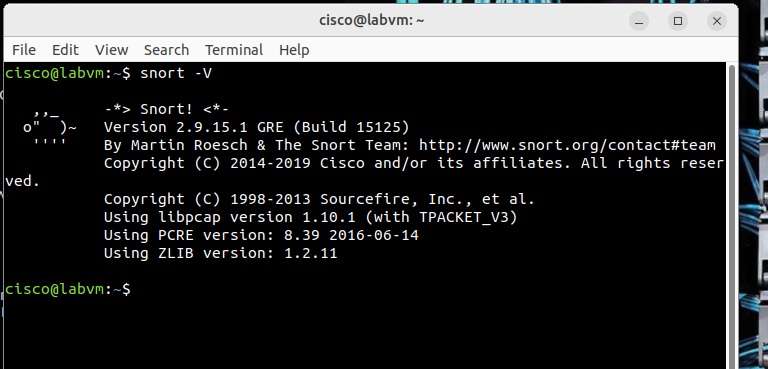 cisco@labvm: ~
File Edit View Search Terminal Help
cisco@labvm:~$ snort -V
   ,,_     -*> Snort! <*-
  o"  )~   Version 2.9.15.1 GRE (Build 15125)
   ''''    By Martin Roesch & The Snort Team: http://www.snort.org/contact#team
           Copyright (C) 2014-2019 Cisco and/or its affiliates. All rights reser
ved.
           Copyright (C) 1998-2013 Sourcefire, Inc., et al.
           Using libpcap version 1.10.1 (with TPACKET_V3)
           Using PCRE version: 8.39 2016-06-14
           Using ZLIB version: 1.2.11
cisco@labvm:~$